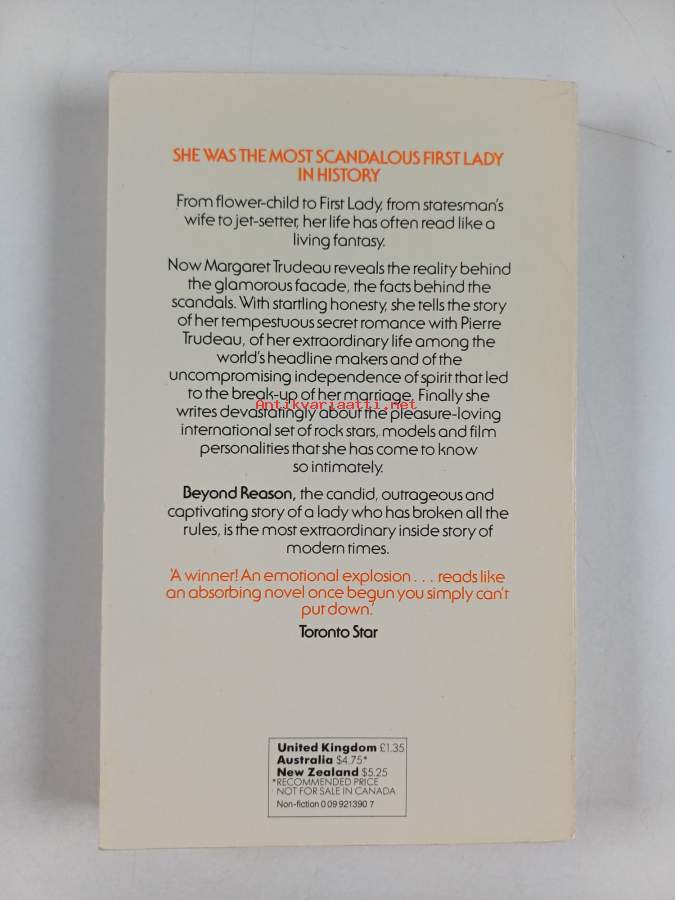 SHE WAS THE MOST SCANDALOUS FIRST LADY
IN HISTORY
From flower-child to First Lady, from statesman's
wife to jet-setter, her life has often read like a
living fantasy.
Now Margaret Trudeau reveals the reality behind
the glamorous facade, the facts behind the
scandals. With startling honesty, she tells the story
of her tempestuous secret romance with Pierre
Trudeau, of her extraordinary life among the
world's headline makers and of the
uncompromising independence of spirit that led
to the break-up of her marriage. Finally she
Antikvariaatti.net
writes devastatingly about the pleasure-loving
international set of rock stars, models and film
personalities that she has come to know
so intimately.
Beyond Reason, the candid, outrageous and
captivating story of a lady who has broken all the
rules, is the most extraordinary inside story of
modern times.
'A winner! An emotional explosion . . . reads like
an absorbing novel once begun you simply can't
put down.'
Toronto Star
United Kingdom £1.35
Australia $4.75*
New Zealand $5.25
*RECOMMENDED PRICE
NOT FOR SALE IN CANADA
Non-fiction 0 09 921390 7